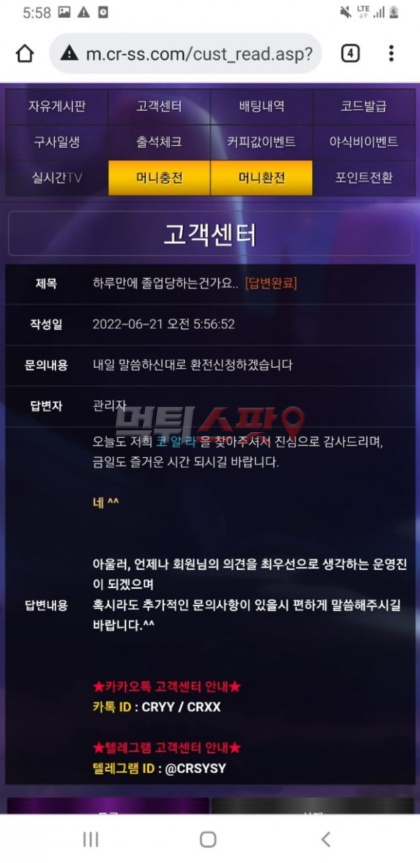 5:58
LTE
m.cr-ss.com/cust_read.asp?
4
자유게시판 고객센터 배팅내역 코드발급
구사일생 출석체크 커피값이벤트 야식비이벤트
실시간TV 머니충전 머니환전 포인트전환
고객센터
제목 하루만에 졸업당하는건가요.. [답변완료]
작성일 2022-06-21 오전 5:56:52
문의내용 내일 말씀하신대로 환전신청하겠습니다
답변자 관리자
먹튀스팟
오늘도 저희 코 알 라 을 찾아주셔서 진심으로 감사드리며,
금일도 즐거운 시간 되시길 바랍니다.
네 ^^
아울러, 언제나 회원님의 의견을 최우선으로 생각하는 운영진
이 되겠으며
답변내용 혹시라도 추가적인 문의사항이 있을시 편하게 말씀해주시길
바랍니다.^^
★카카오톡 고객센터 안내★
카톡 ID : CRYY / CRXX
★텔레그램 고객센터 안내★
텔레그램 ID : @CRSYSY